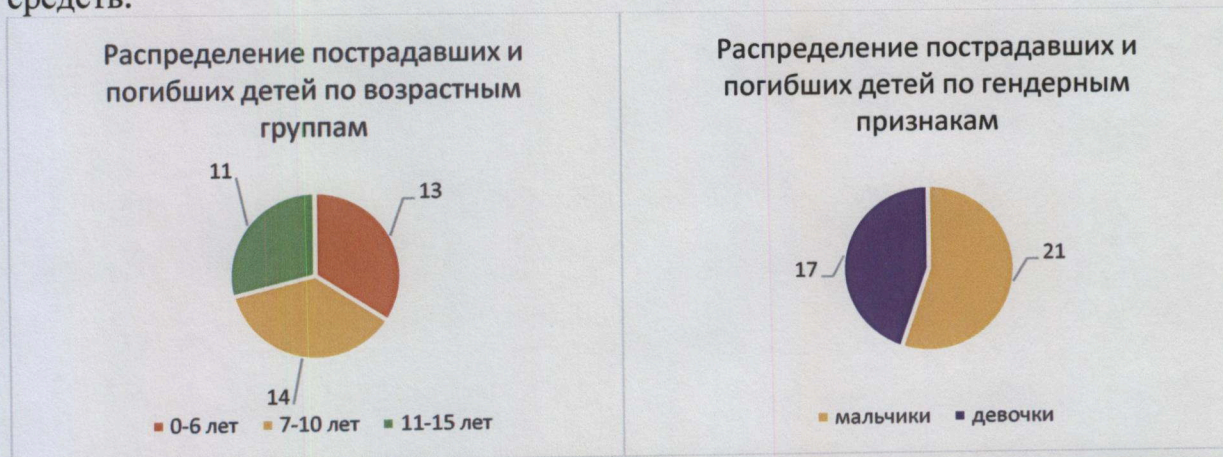 средств.
Распределение пострадавших и
погибших детей по возрастным
группам
11
13
14
0-6 лет 7-10 лет 11-15 лет
Распределение пострадавших и
погибших детей по гендерным
признакам
17
21
мальчики девочки